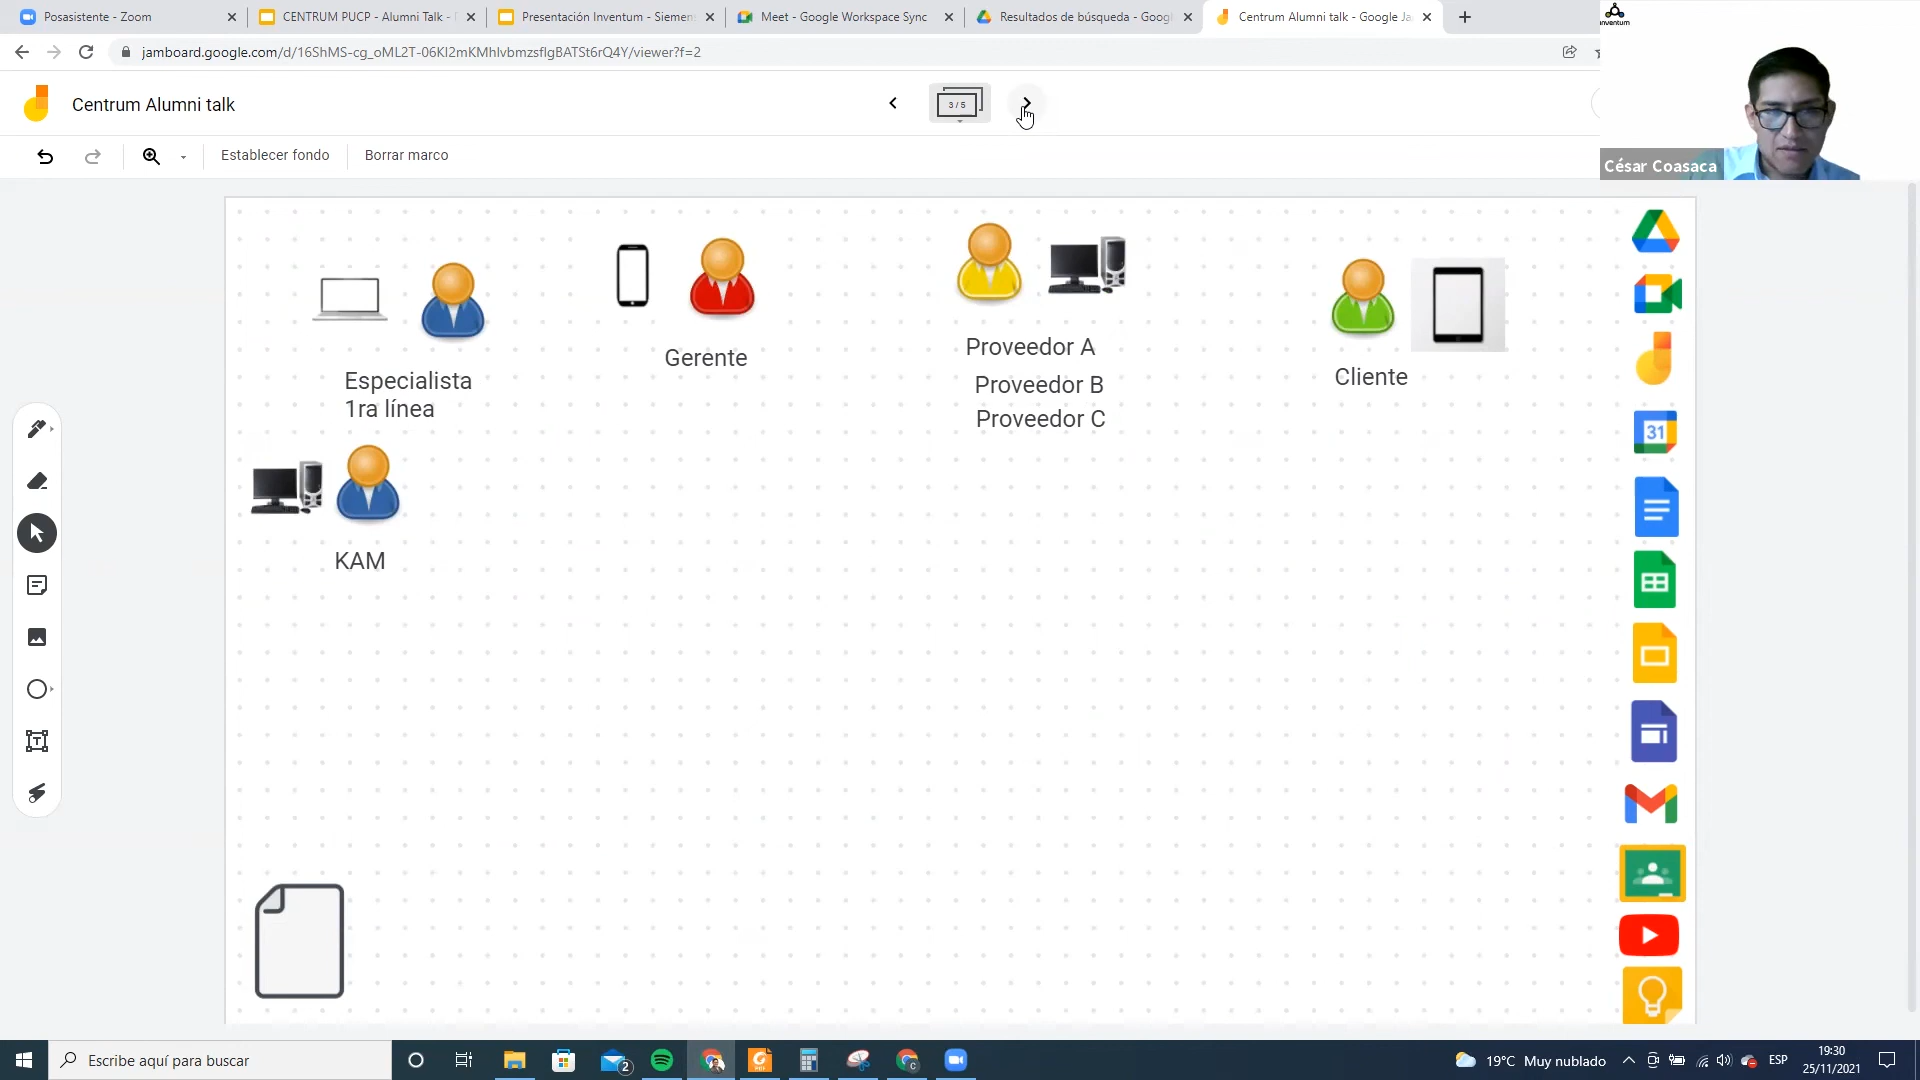 Posasistente - Zoom
CENTRUM PUCP - Alumni Talk -
Presentación Inventum - Siemen
Meet - Google Workspace Sync
Resultados de búsqueda - Googl
Centrum Alumni talk - Google Ja
inventum
jamboard.google.com/d/16ShMS-cg_oML2T-06KI2mKMhlvbmzsflgBATSt6rQ4Y/viewer?f=2
Centrum Alumni talk
3 / 5
Establecer fondo
Borrar marco
César Coasaca
Gerente
Proveedor A
Proveedor B
Proveedor C
Cliente
Especialista
1ra línea
KAM
31
Escribe aquí para buscar
2
19°C Muy nublado
ESP
19:30
25/11/2021